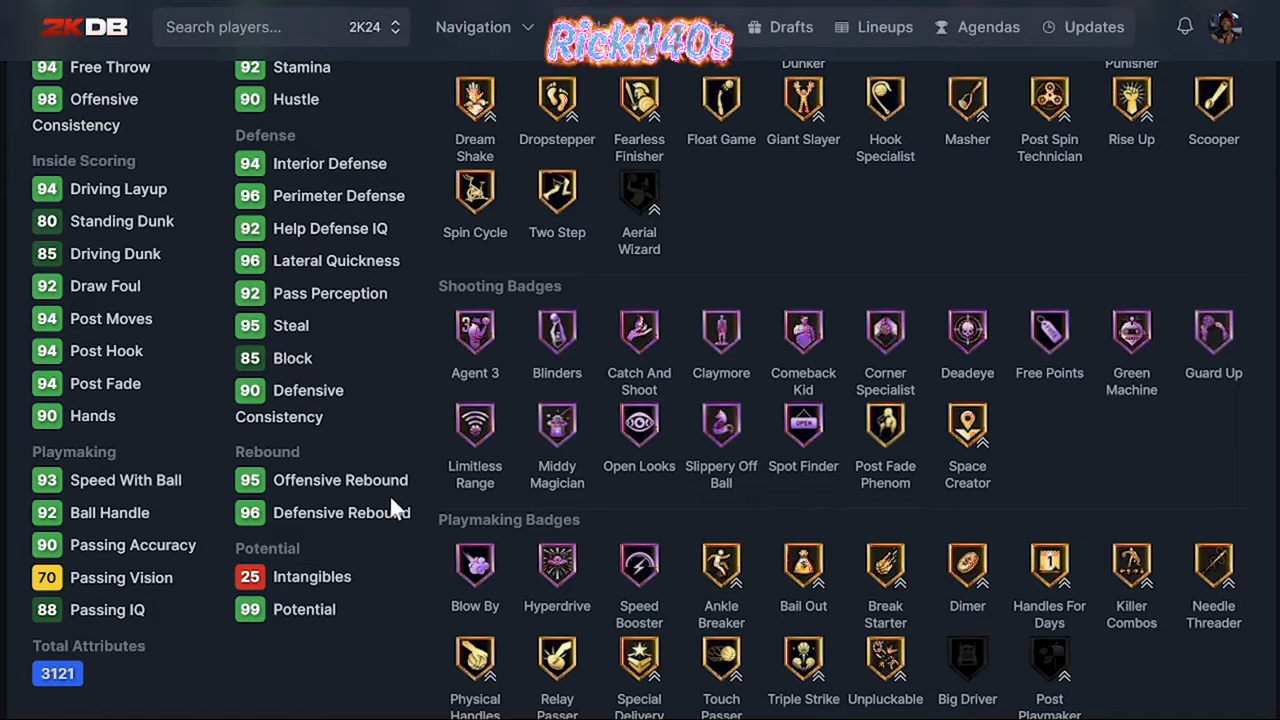 2KDB
Search players...
2K24
Navigation
RickN40s
Drafts
Lineups
Agendas
Updates
94 Free Throw
98 Offensive
Consistency
Inside Scoring
94 Driving Layup
80 Standing Dunk
85 Driving Dunk
92 Draw Foul
94 Post Moves
94 Post Hook
94 Post Fade
90 Hands
Playmaking
93 Speed With Ball
92 Ball Handle
90 Passing Accuracy
70 Passing Vision
88 Passing IQ
Total Attributes
3121
92 Stamina
90 Hustle
Defense
94 Interior Defense
96 Perimeter Defense
92 Help Defense IQ
96 Lateral Quickness
92 Pass Perception
95 Steal
85 Block
90 Defensive
Consistency
Rebound
95 Offensive Rebound
96 Defensive Rebound
Potential
25 Intangibles
99 Potential
Dunker
Punisher
Dream
Shake
Dropstepper
Fearless
Finisher
Float Game
Giant Slayer
Hook
Specialist
Masher
Post Spin
Technician
Rise Up
Scooper
Spin Cycle
Two Step
Aerial
Wizard
Shooting Badges
Agent 3
Blinders
Catch And
Shoot
Claymore
Comeback
Kid
Corner
Specialist
Deadeye
Free Points
Green
Machine
Guard Up
Limitless
Range
Middy
Magician
Open Looks
Slippery Off
Ball
OPEN
Spot Finder
Post Fade
Phenom
Space
Creator
Playmaking Badges
Blow By
Hyperdrive
Speed
Booster
Ankle
Breaker
Bail Out
Break
Starter
Dimer
Handles For
Days
Killer
Combos
Needle
Threader
Physical
Handles
Relay
Passer
Special
Delivery
Touch
Passer
Triple Strike
Unpluckable
Big Driver
Post
Playmaker